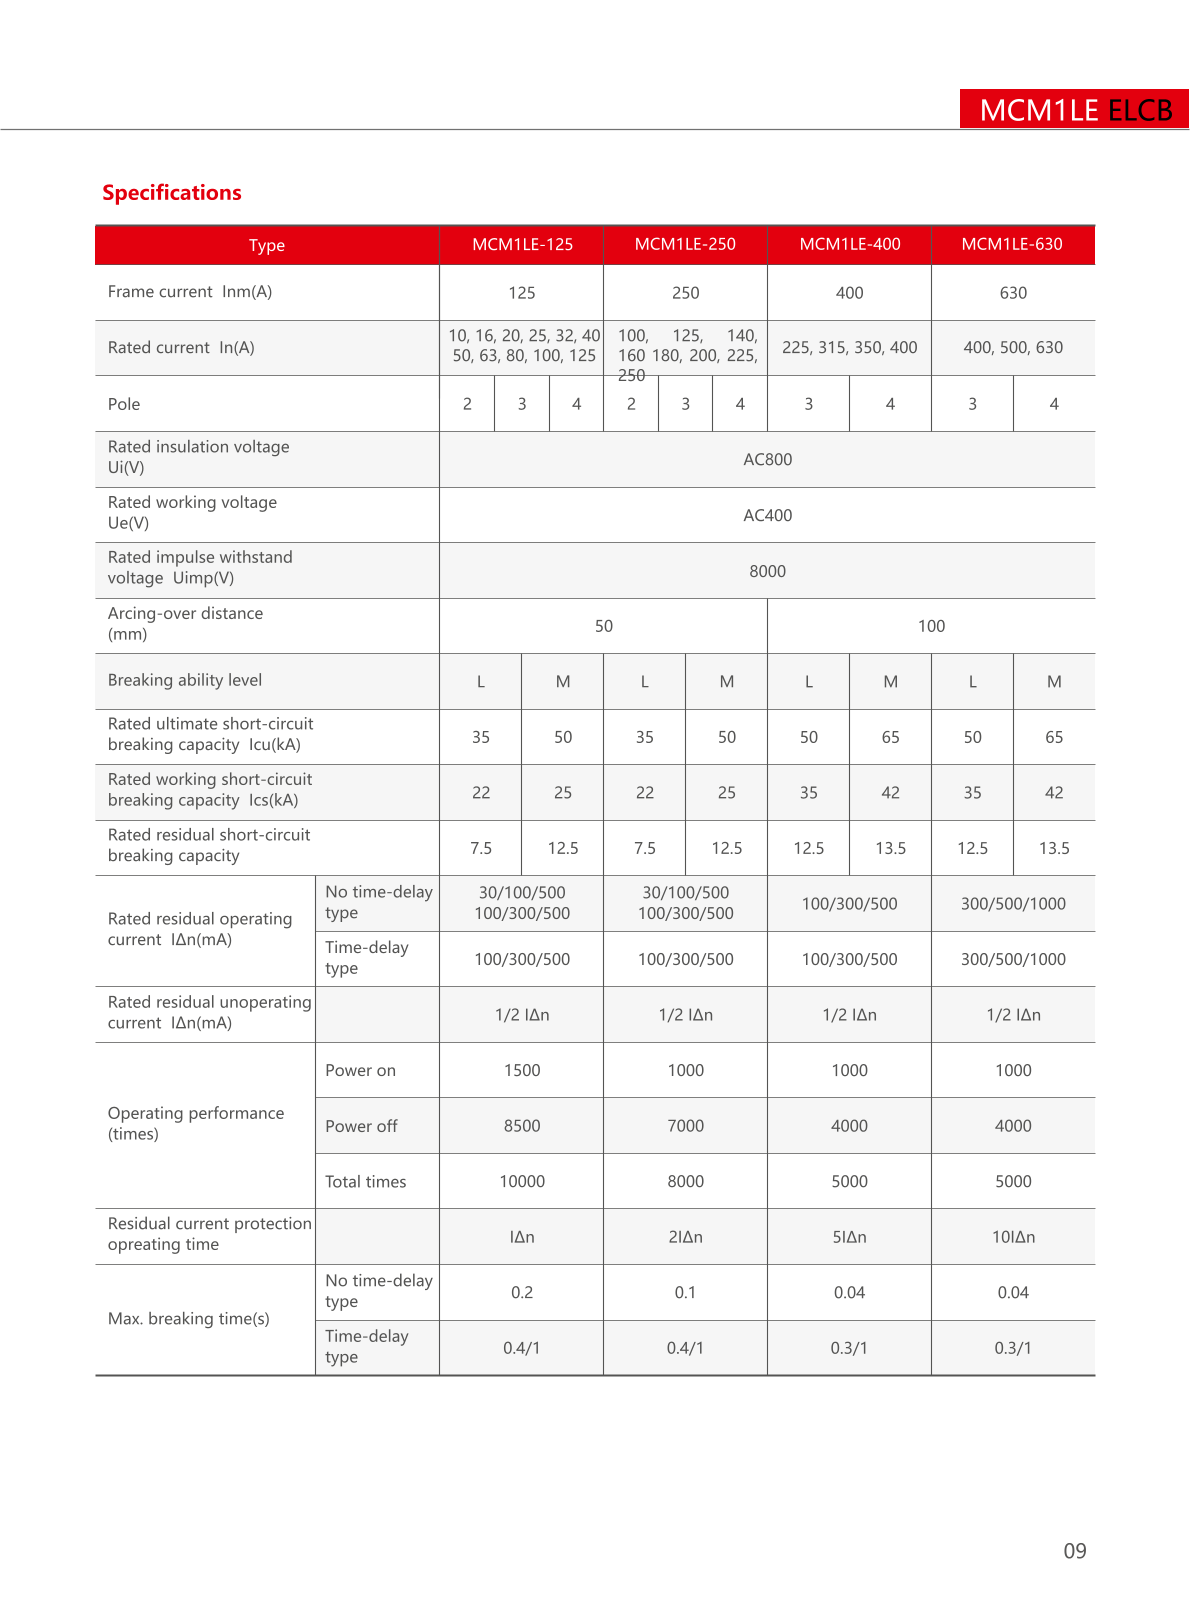 MCM1LE ELCB
Specifications
Type MCM1LE-125 MCM1LE-250 MCM1LE-400 MCM1LE-630
Frame current Inm(A) 125 250 400 630
Rated current In(A)
10, 16, 20, 25, 32, 40
50, 63, 80, 100, 125
100, 125, 140,
160 180, 200, 225,
250
225, 315, 350, 400
400, 500, 630
Pole 2 3 4 2 3 4 3 4 3 4
Rated insulation voltage
Ui(V)
AC800
Rated working voltage
Ue(V)
AC400
Rated impulse withstand
voltage Uimp(V)
8000
Arcing-over distance
(mm)
50 100
Breaking ability level L M L M L M L M
Rated ultimate short-circuit
breaking capacity Icu(kA)
35 50 35 50 50 65 50 65
Rated working short-circuit
breaking capacity Ics(kA)
22 25 22 25 35 42 35 42
Rated residual short-circuit
breaking capacity
7.5 12.5 7.5 12.5 12.5 13.5 12.5 13.5
Rated residual operating
current IΔn(mA)
No time-delay
type
30/100/500
100/300/500
30/100/500
100/300/500
100/300/500
300/500/1000
Time-delay
type
100/300/500 100/300/500 100/300/500 300/500/1000
Rated residual unoperating
current IΔn(mA)
1/2 IΔn 1/2 IΔn 1/2 IΔn 1/2 IΔn
Operating performance
(times)
Power on 1500 1000 1000 1000
Power off 8500 7000 4000 4000
Total times 10000 8000 5000 5000
Residual current protection
opreating time
IΔn 2IΔn 5IΔn 10IΔn
Max. breaking time(s)
No time-delay
type
0.2 0.1 0.04 0.04
Time-delay
type
0.4/1 0.4/1 0.3/1 0.3/1
09